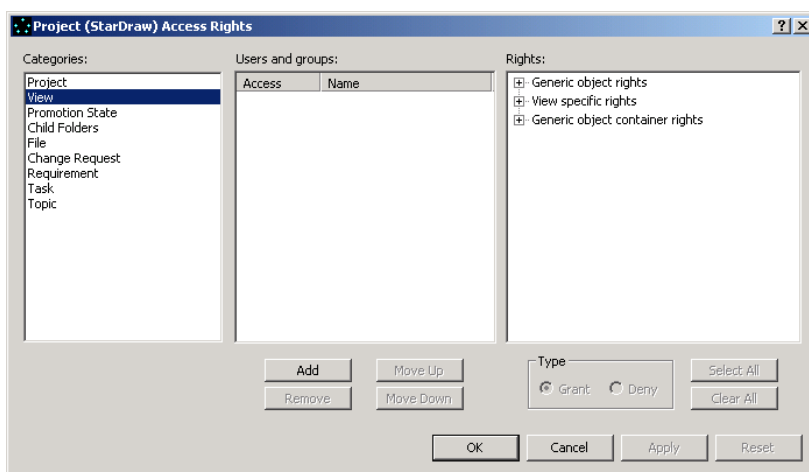 Project (StarDraw) Access Rights
Categories:
Users and groups:
Rights:
Project
View
Promotion State
Child Folders
File
Change Request
Requirement
Task
Topic
Access Name
Generic object rights
View specific rights
Generic object container rights
Add
Move Up
Remove
Move Down
Type
Grant
Deny
Select All
Clear All
OK
Cancel
Apply
Reset